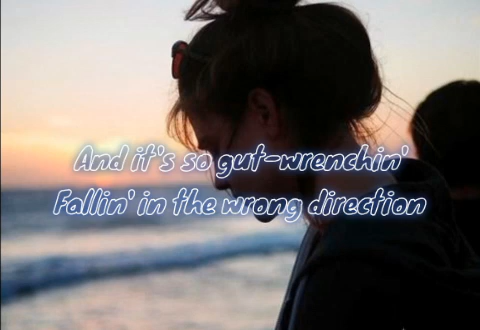 And it's so gut-wrenchin'
Fallin' in the wrong direction